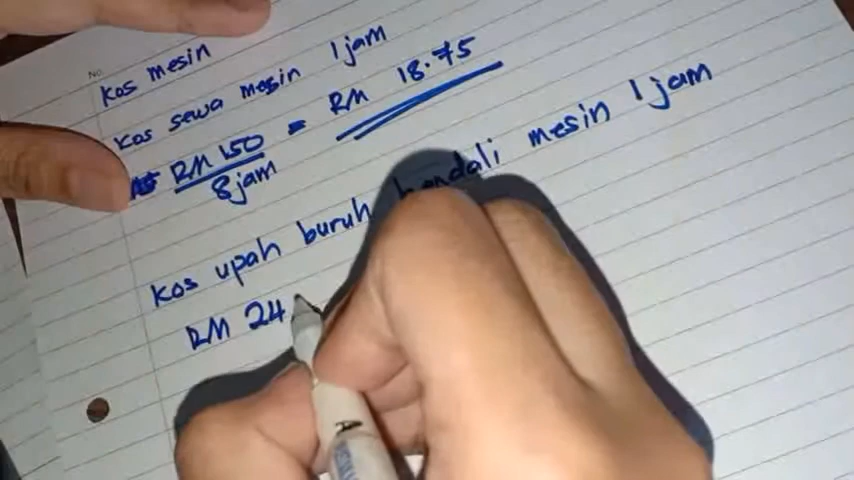 No.
kos mesin
kos sewa mesin 1 jam
RM 150 = RM 18.75
8 jam
kos upah buruh kendali mesin 1 jam
RM 24